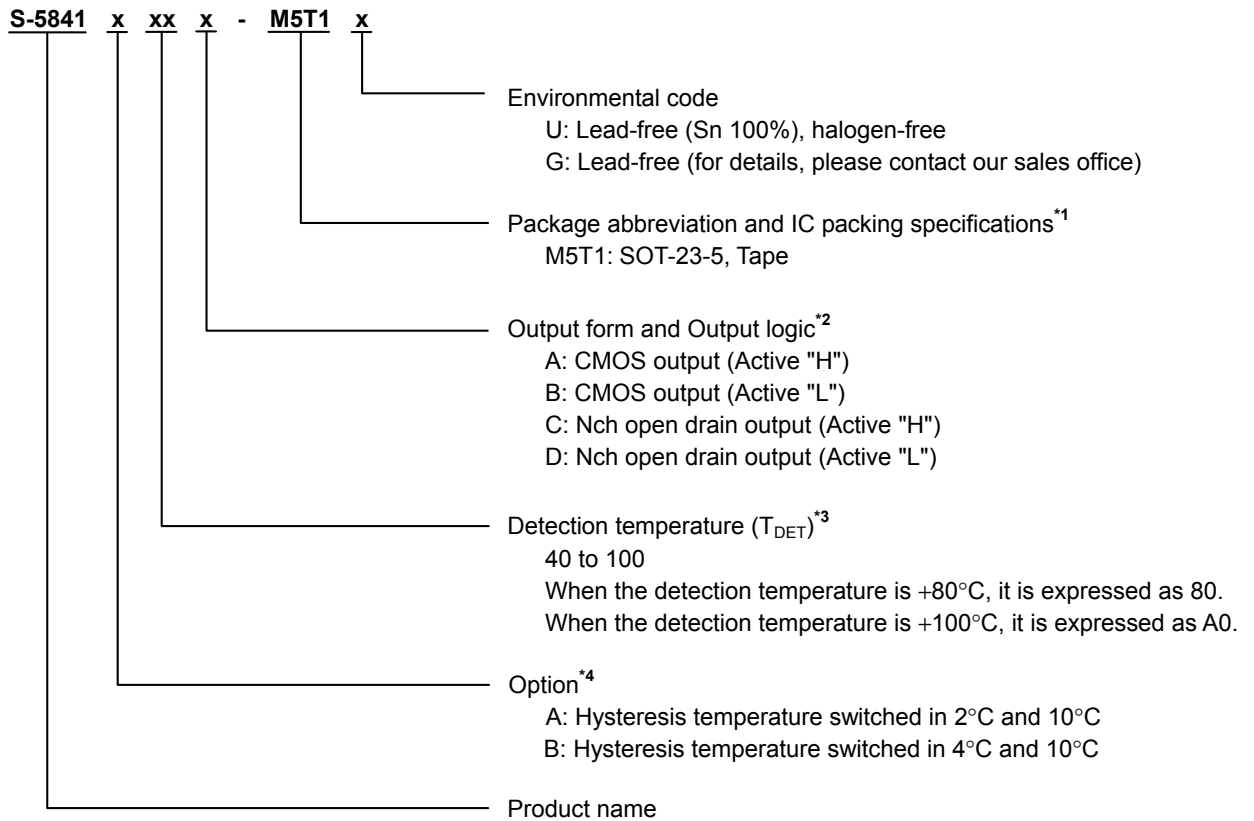 S-5841 x xx x - M5T1 x
Environmental code
U: Lead-free (Sn 100%), halogen-free
G: Lead-free (for details, please contact our sales office)
Package abbreviation and IC packing specifications*1
M5T1: SOT-23-5, Tape
Output form and Output logic*2
A: CMOS output (Active "H")
B: CMOS output (Active "L")
C: Nch open drain output (Active "H")
D: Nch open drain output (Active "L")
Detection temperature (TDET)*3
40 to 100
When the detection temperature is +80°C, it is expressed as 80.
When the detection temperature is +100°C, it is expressed as A0.
Option*4
A: Hysteresis temperature switched in 2°C and 10°C
B: Hysteresis temperature switched in 4°C and 10°C
Product name